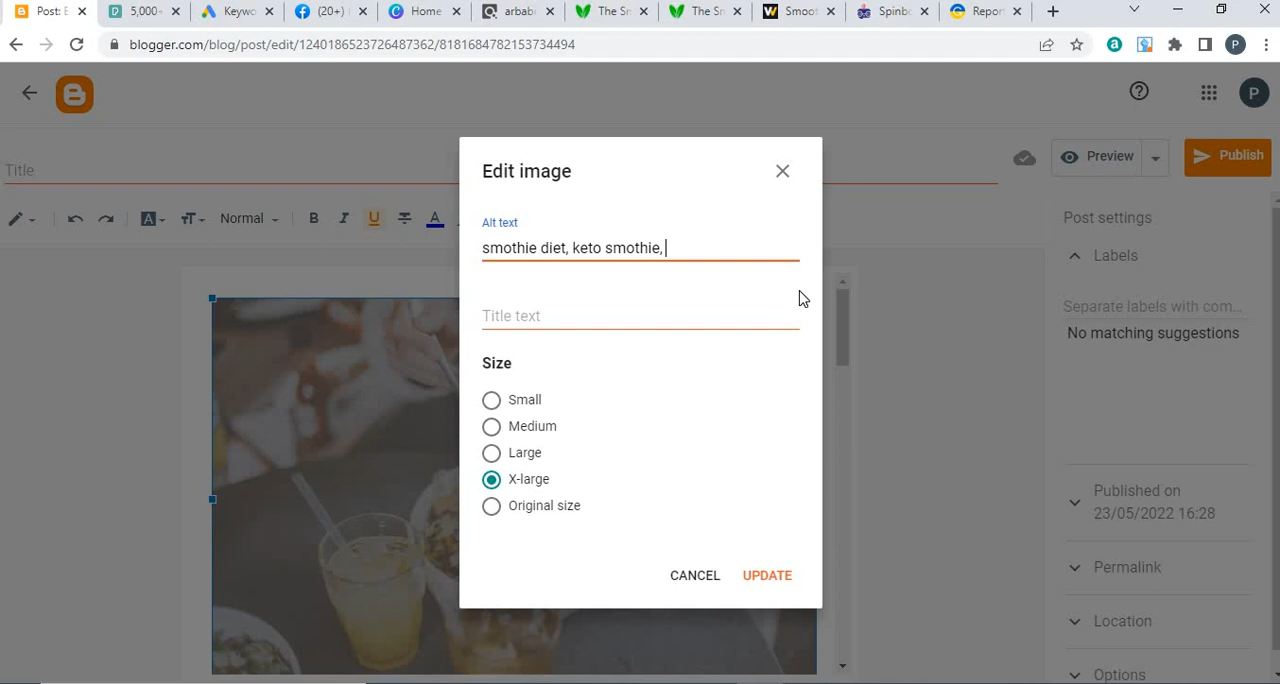 Post: E
5,000+
Keywo
(20+)
Home
arbab
The Sn
The Sn
Smoot
Spinb
Repor
blogger.com/blog/post/edit/1240186523726487362/8181684782153734494
P
P
Title
Preview
Publish
Normal
B
I
U
A
Edit image
Alt text
smothie diet, keto smothie,
Title text
Size
Small
Medium
Large
X-large
Original size
CANCEL
UPDATE
Post settings
Labels
Separate labels with com...
No matching suggestions
Published on
23/05/2022 16:28
Permalink
Location
Options